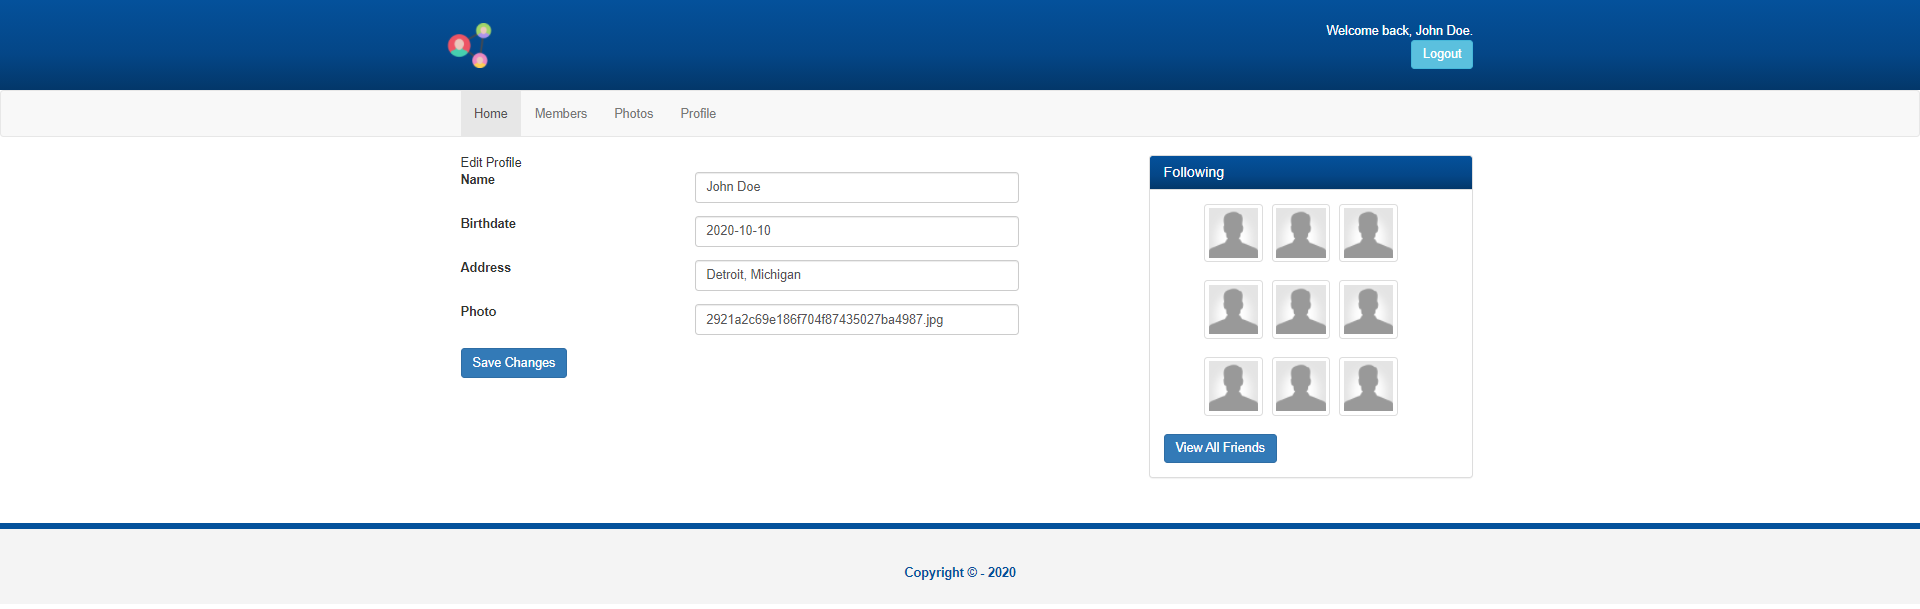 Welcome back, John Doe.
Logout
Home Members Photos Profile
Edit Profile
Name
John Doe
Birthdate
2020-10-10
Address
Detroit, Michigan
Photo
2921a2c69e186f704f87435027ba4987.jpg
Save Changes
Following
View All Friends
Copyright © - 2020